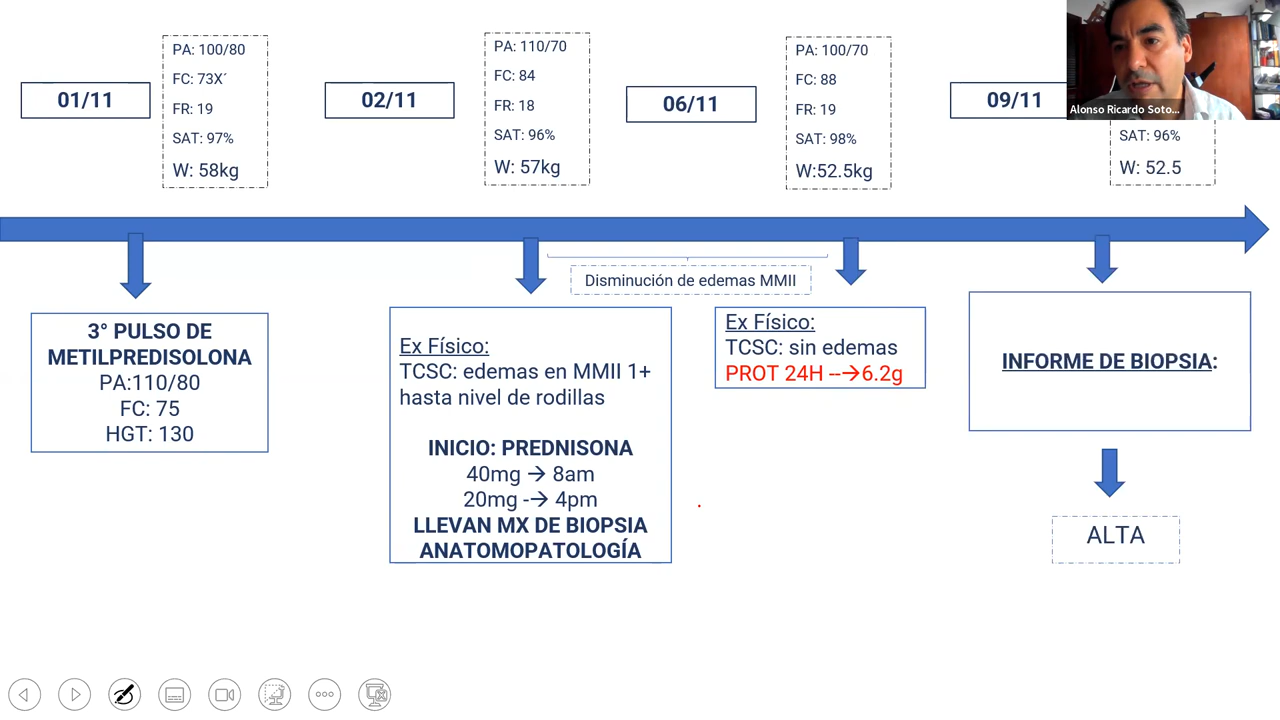 01/11
PA: 100/80
FC: 73X´
FR: 19
SAT: 97%
W: 58kg
02/11
PA: 110/70
FC: 84
FR: 18
SAT: 96%
W: 57kg
06/11
PA: 100/70
FC: 88
FR: 19
SAT: 98%
W:52.5kg
09/11
SAT: 96%
W: 52.5
Alonso Ricardo Soto...
Disminución de edemas MMII
3° PULSO DE
METILPREDISOLONA
PA:110/80
FC: 75
HGT: 130
Ex Físico:
TCSC: edemas en MMII 1+
hasta nivel de rodillas
INICIO: PREDNISONA
40mg → 8am
20mg -→ 4pm
LLEVAN MX DE BIOPSIA
ANATOMOPATOLOGÍA
Ex Físico:
TCSC: sin edemas
PROT 24H --→6.2g
INFORME DE BIOPSIA:
ALTA